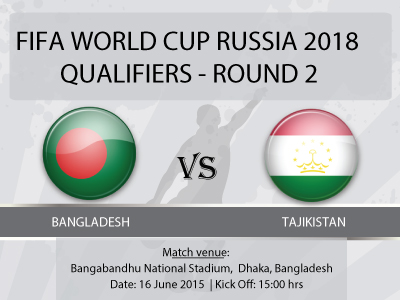 FIFA WORLD CUP RUSSIA 2018
QUALIFIERS - ROUND 2
VS
BANGLADESH
TAJIKISTAN
Match venue:
Bangabandhu National Stadium, Dhaka, Bangladesh
Date: 16 June 2015 | Kick Off: 15:00 hrs